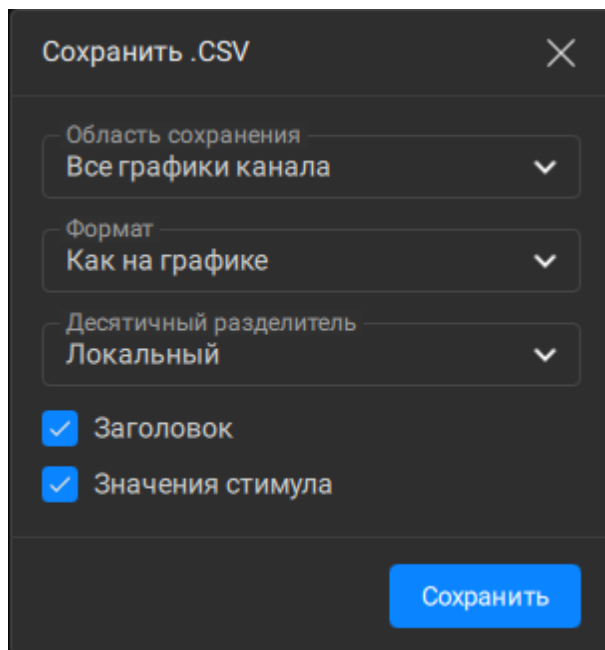 Сохранить .CSV
Область сохранения
Все графики канала
Формат
Как на графике
Десятичный разделитель
Локальный
Заголовок
Значения стимула
Сохранить